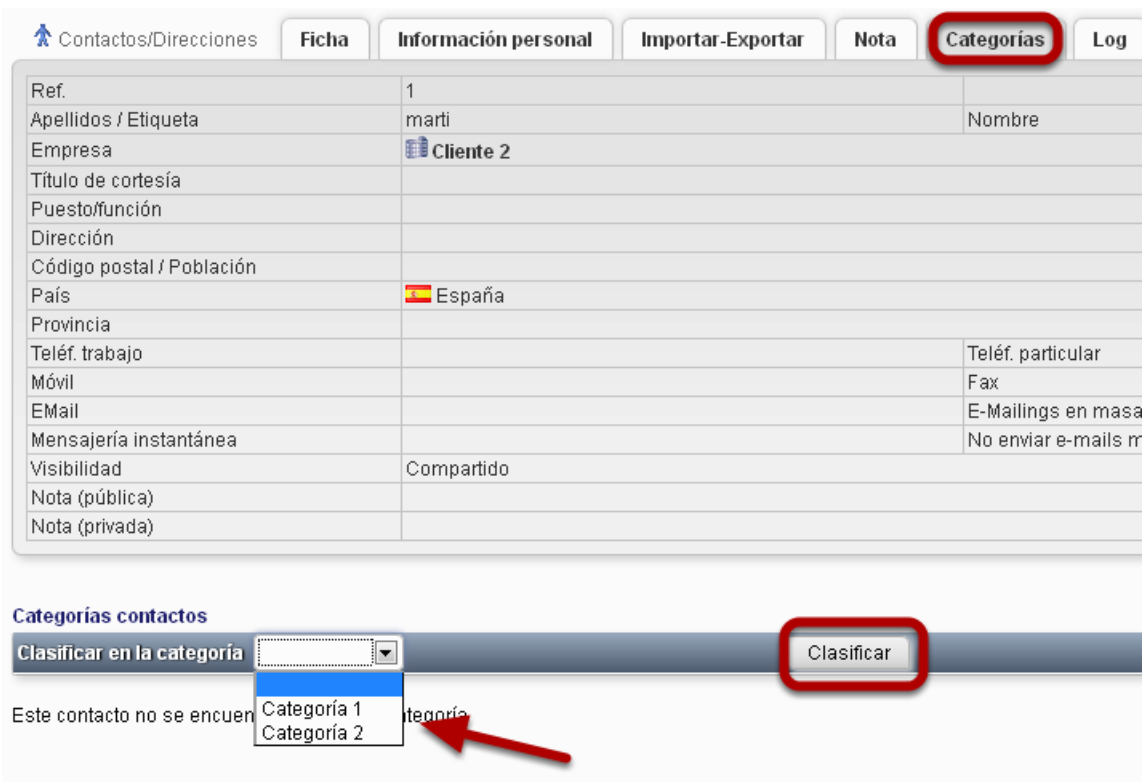 Contactos/Direcciones Ficha Información personal Importar-Exportar Nota Categorías Log
Ref. 1
Apellidos / Etiqueta marti Nombre
Empresa Cliente 2
Título de cortesía
Puesto/función
Dirección
Código postal / Población
País España
Provincia
Teléf. trabajo Teléf. particular
Móvil Fax
EMail E-Mailings en masa
Mensajería instantánea No enviar e-mails m
Visibilidad Compartido
Nota (pública)
Nota (privada)
Categorías contactos
Clasificar en la categoría Clasificar
Este contacto no se encuen tegoría
Categoría 1
Categoría 2